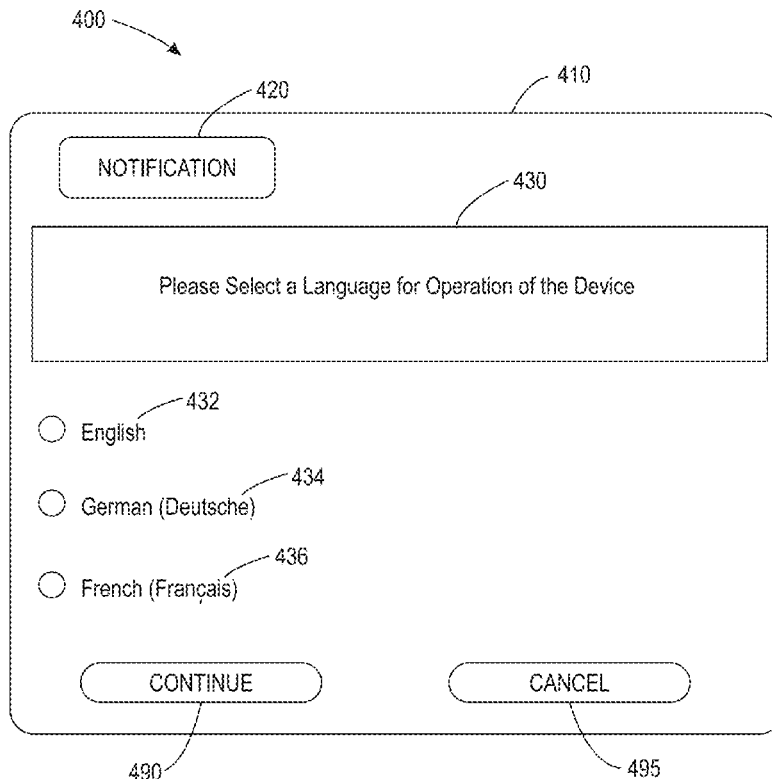 400
410
420
NOTIFICATION
430
Please Select a Language for Operation of the Device
432
English
434
German (Deutsche)
436
French (Français)
CONTINUE
CANCEL
490
495